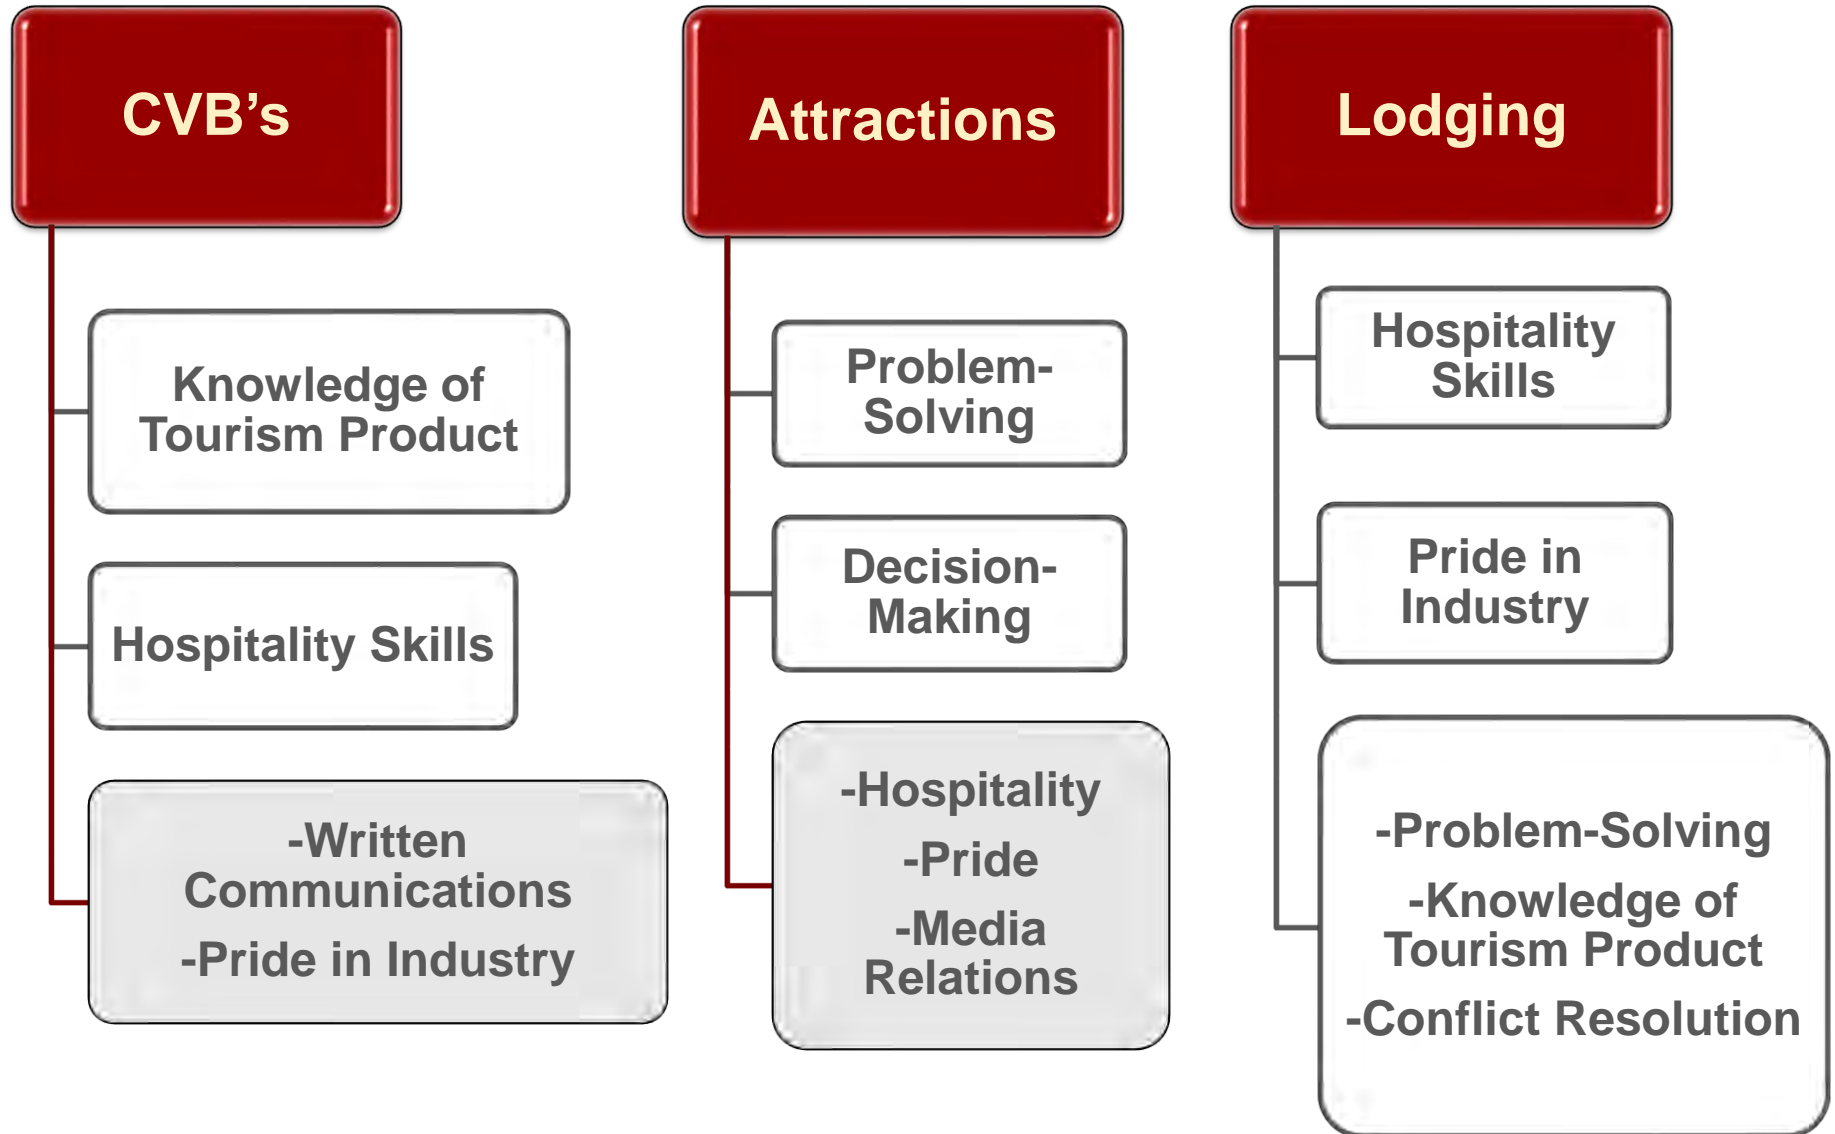 CVB’s
Knowledge of
Tourism Product
Hospitality Skills
-Written
Communications
-Pride in Industry
Attractions
Problem-
Solving
Decision-
Making
-Hospitality
-Pride
-Media
Relations
Lodging
Hospitality
Skills
Pride in
Industry
-Problem-Solving
-Knowledge of
Tourism Product
-Conflict Resolution